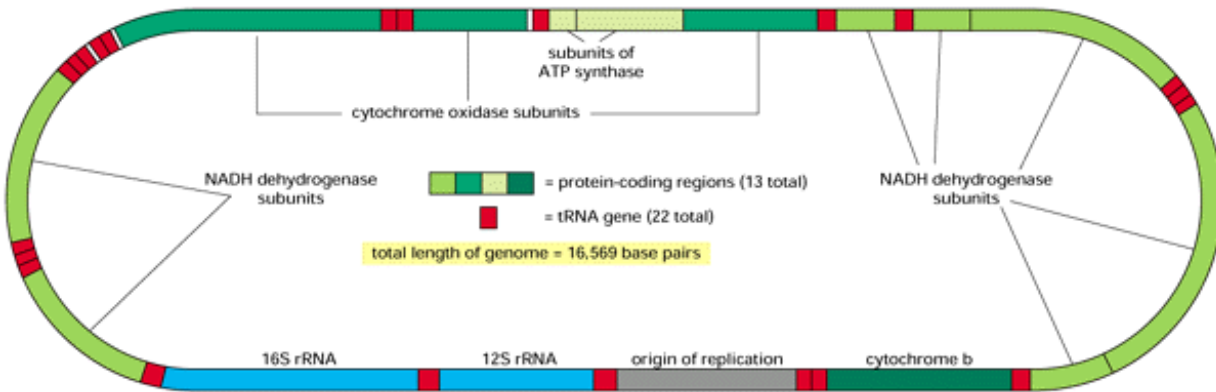 subunits of
ATP synthase
cytochrome oxidase subunits
NADH dehydrogenase
subunits
= protein-coding regions (13 total)
= tRNA gene (22 total)
total length of genome = 16,569 base pairs
NADH dehydrogenase
subunits
16S rRNA
12S rRNA
origin of replication
cytochrome b